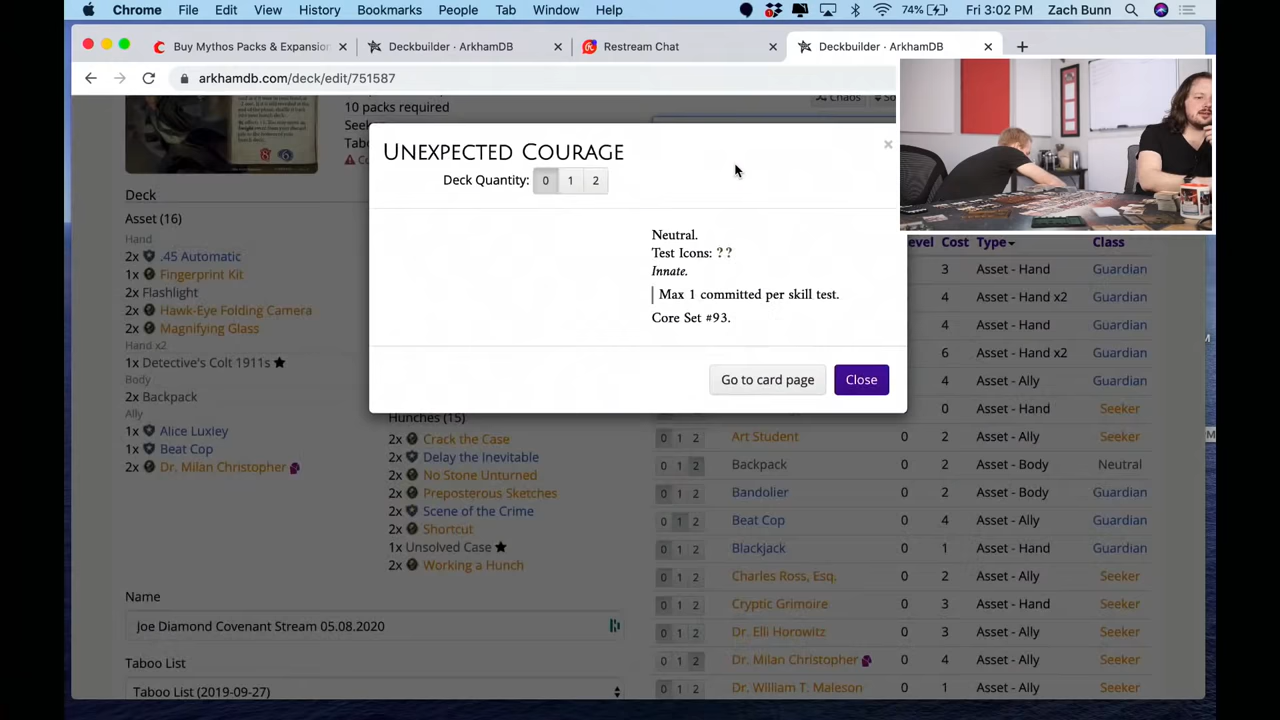 Chrome File Edit View History Bookmarks People Tab Window Help 74% Fri 3:02 PM Zach Bunn
Buy Mythos Packs & Expansion
Deckbuilder · ArkhamDB
Restream Chat
Deckbuilder · ArkhamDB
arkhamdb.com/deck/edit/751587
10 packs required
Chaos
Deck
Asset (16)
Hand
2x .45 Automatic
1x Fingerprint Kit
2x Flashlight
2x Hawk-Eye Folding Camera
2x Magnifying Glass
Hand x2
1x Detective's Colt 1911s
Body
2x Backpack
Ally
1x Alice Luxley
1x Beat Cop
2x Dr. Milan Christopher
UNEXPECTED COURAGE
×
Deck Quantity: 0 1 2
Neutral.
Test Icons: ??
Innate.
Max 1 committed per skill test.
Core Set #93.
Go to card page
Close
Hunches (15)
2x Crack the Case
2x Delay the Inevitable
2x No Stone Unturned
2x Preposterous Sketches
2x Scene of the Crime
2x Shortcut
1x Unsolved Case
2x Working a Hunch
Cost Type Class
3 Asset - Hand Guardian
4 Asset - Hand x2 Guardian
4 Asset - Hand Guardian
6 Asset - Hand x2 Guardian
4 Asset - Ally Guardian
0 Asset - Ally Seeker
0 1 2 Art Student 0 2 Asset - Ally Seeker
0 1 2 Backpack 0 2 Asset - Body Neutral
0 1 2 Bandolier 0 2 Asset - Body Guardian
0 1 2 Beat Cop 0 4 Asset - Ally Guardian
0 1 2 Blackjack 0 1 Asset - Hand Guardian
0 1 2 Charles Ross, Esq. 0 2 Asset - Ally Seeker
0 1 2 Cryptic Grimoire 0 3 Asset - Hand Seeker
0 1 2 Dr. Elli Horowitz 0 3 Asset - Ally Seeker
0 1 2 Dr. Milan Christopher 0 4 Asset - Ally Seeker
0 1 2 Dr. William T. Maleson 0 1 Asset - Ally Seeker
Name
Joe Diamond Covenant Stream 05.08.2020
Taboo List
Taboo List (2019-09-27)